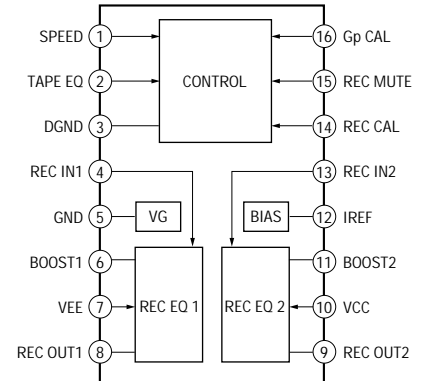 SPEED 1
TAPE EQ 2
DGND 3
REC IN1 4
GND 5
BOOST1 6
VEE 7
REC OUT1 8
CONTROL
VG
BIAS
REC EQ 1
REC EQ 2
16 Gp CAL
15 REC MUTE
14 REC CAL
13 REC IN2
12 IREF
11 BOOST2
10 VCC
9 REC OUT2